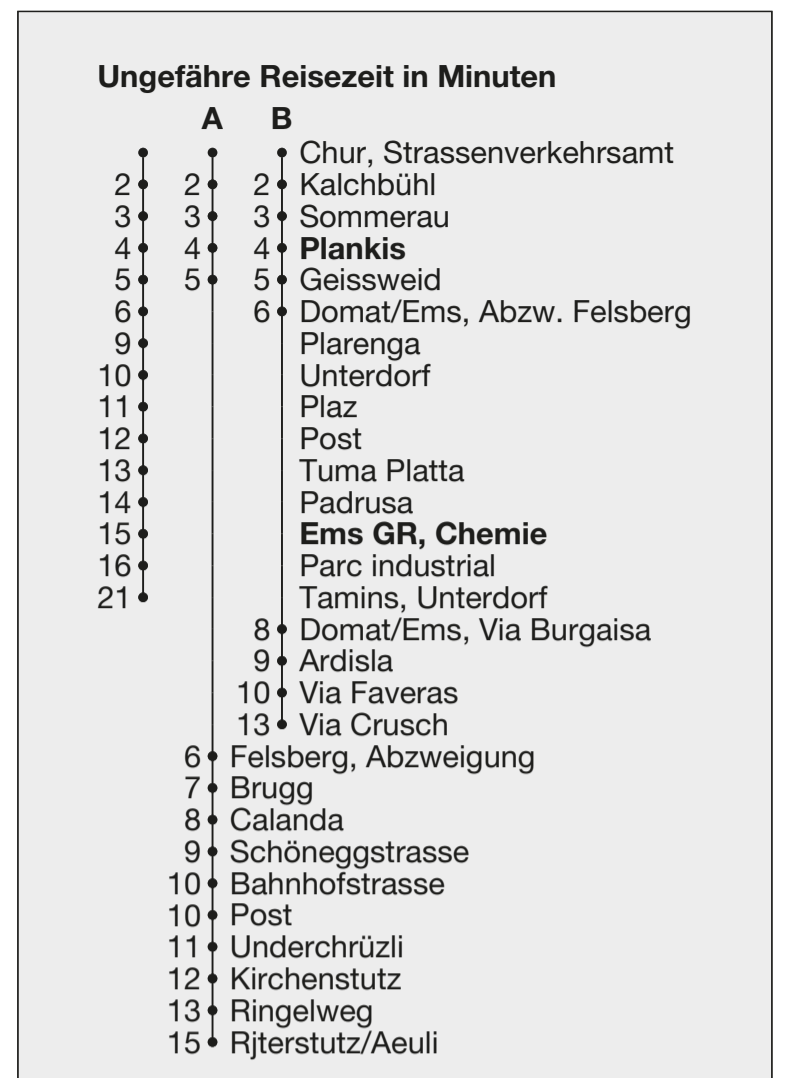 Ungefähre Reisezeit in Minuten
A B
Chur, Strassenverkehrsamt
2 2 2 Kalchbühl
3 3 3 Sommerau
4 4 4 Plankis
5 5 5 Geissweid
6 6 Domat/Ems, Abzw. Felsberg
9 Plarenga
10 Unterdorf
11 Plaz
12 Post
13 Tuma Platta
14 Padrusa
15 Ems GR, Chemie
16 Parc industrial
21 Tamins, Unterdorf
8 Domat/Ems, Via Burgaisa
9 Ardisla
10 Via Faveras
13 Via Crusch
6 Felsberg, Abzweigung
7 Brugg
8 Calanda
9 Schöneggstrasse
10 Bahnhofstrasse
10 Post
11 Underchrüzli
12 Kirchenstutz
13 Ringelweg
15 Rjterstutz/Aeuli